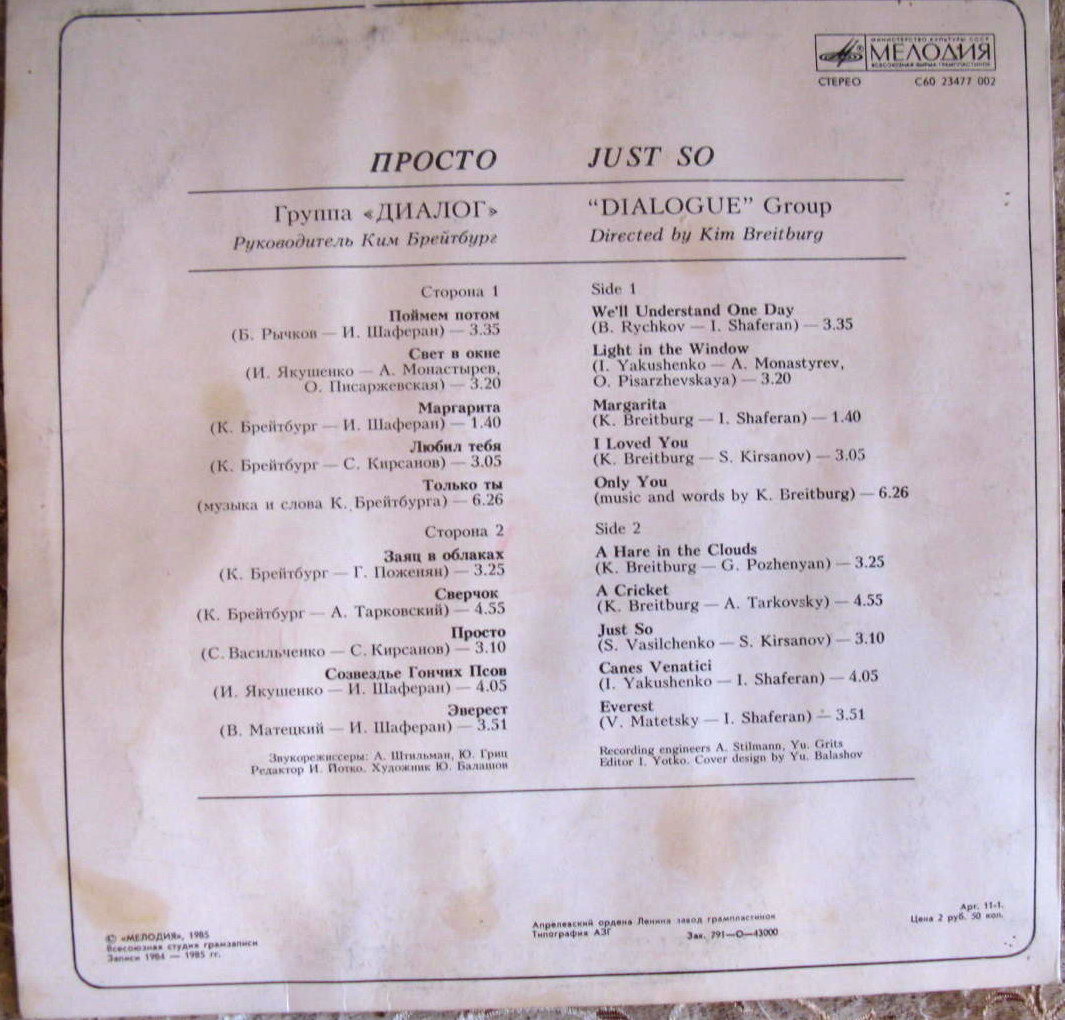 МИНИСТЕРСТВО КУЛЬТУРЫ СССР
МЕЛОДИЯ
ВСЕСОЮЗНАЯ ФИРМА ГРАМПЛАСТИНОК
СТЕРЕО С60 23477 002
ПРОСТО
Группа «ДИАЛОГ»
Руководитель Ким Брейтбург
Сторона 1
Поймем потом
(Б. Рычков — И. Шаферан) — 3.35
Свет в окне
(И. Якушенко — А. Монастырев,
О. Писаржевская) — 3.20
Маргарита
(К. Брейтбург — И. Шаферан) — 1.40
Любил тебя
(К. Брейтбург — С. Кирсанов) — 3.05
Только ты
(музыка и слова К. Брейтбурга) — 6.26
Сторона 2
Заяц в облаках
(К. Брейтбург — Г. Поженян) — 3.25
Сверчок
(К. Брейтбург — А. Тарковский) — 4.55
Просто
(С. Васильченко — С. Кирсанов) — 3.10
Созвездье Гончих Псов
(И. Якушенко — И. Шаферан) — 4.05
Эверест
(В. Матецкий — И. Шаферан) — 3.51
Звукорежиссеры: А. Штильман, Ю. Гриц
Редактор И. Йотко. Художник Ю. Балашов
JUST SO
“DIALOGUE” Group
Directed by Kim Breitburg
Side 1
We'll Understand One Day
(B. Rychkov — I. Shaferan) — 3.35
Light in the Window
(I. Yakushenko — A. Monastyrev,
O. Pisarzhevskaya) — 3.20
Margarita
(K. Breitburg — I. Shaferan) — 1.40
I Loved You
(K. Breitburg — S. Kirsanov) — 3.05
Only You
(music and words by K. Breitburg) — 6.26
Side 2
A Hare in the Clouds
(K. Breitburg — G. Pozhenyan) — 3.25
A Cricket
(K. Breitburg — A. Tarkovsky) — 4.55
Just So
(S. Vasilchenko — S. Kirsanov) — 3.10
Canes Venatici
(I. Yakushenko — I. Shaferan) — 4.05
Everest
(V. Matetsky — I. Shaferan) — 3.51
Recording engineers A. Stilmann, Yu. Grits
Editor I. Yotko. Cover design by Yu. Balashov
© «МЕЛОДИЯ», 1985
Всесоюзная студия грамзаписи
Записи 1984 — 1985 гг.
Апрелевский ордена Ленина завод грампластинок
Типография АЗГ Зак. 791—О—43000
Арт. 11-1.
Цена 2 руб. 50 коп.